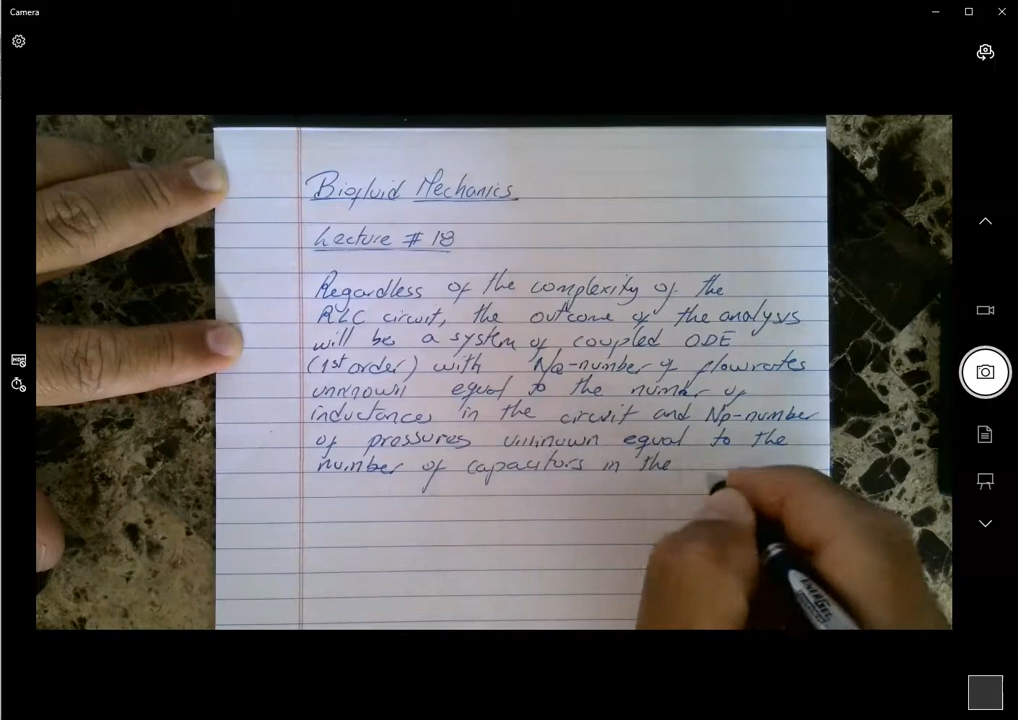 Camera
Biofluid Mechanics
Lecture # 18
Regardless of the complexity of the
RLC circuit, the outcome of the analysis
will be a system of coupled ODE
(1st order) with NQ-number of flowrates
unknown equal to the numer of
inductances in the circuit and Np-number
of pressures unknown equal to the
number of capacitors in the
EnerGel